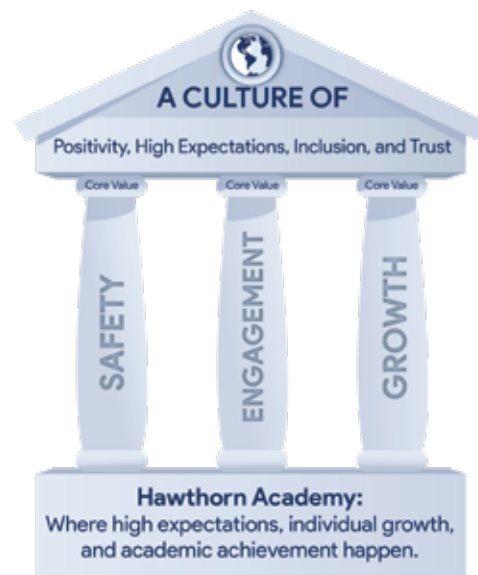 A CULTURE OF
Positivity, High Expectations, Inclusion, and Trust
Core Value Core Value Core Value
SAFETY
ENGAGEMENT
GROWTH
Hawthorn Academy:
Where high expectations, individual growth,
and academic achievement happen.